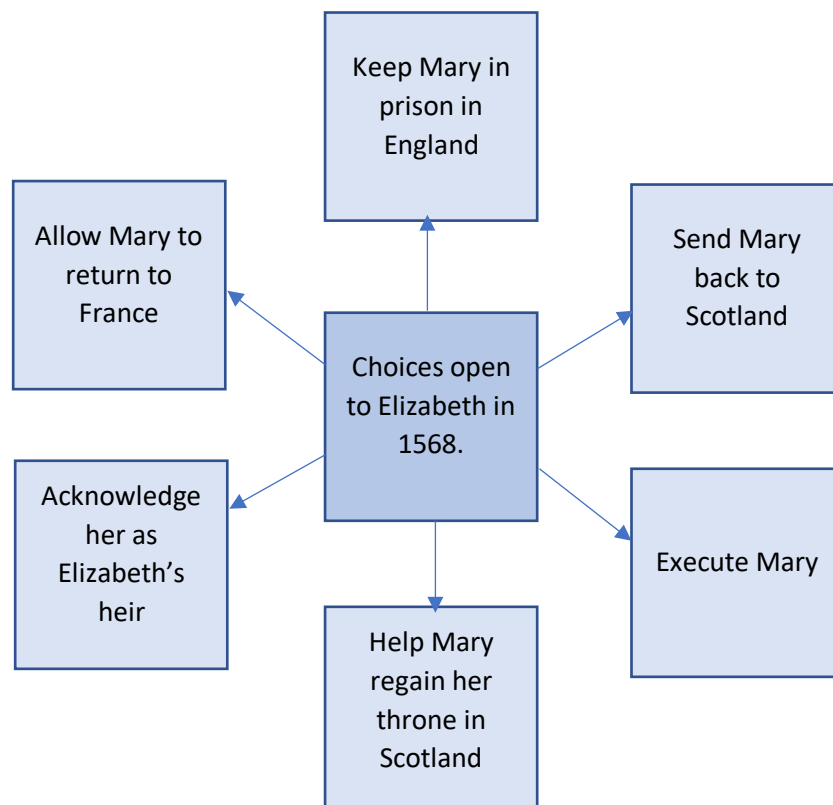 Keep Mary in
prison in
England
Allow Mary to
return to
France
Send Mary
back to
Scotland
Choices open
to Elizabeth in
1568.
Acknowledge
her as
Elizabeth’s
heir
Execute Mary
Help Mary
regain her
throne in
Scotland